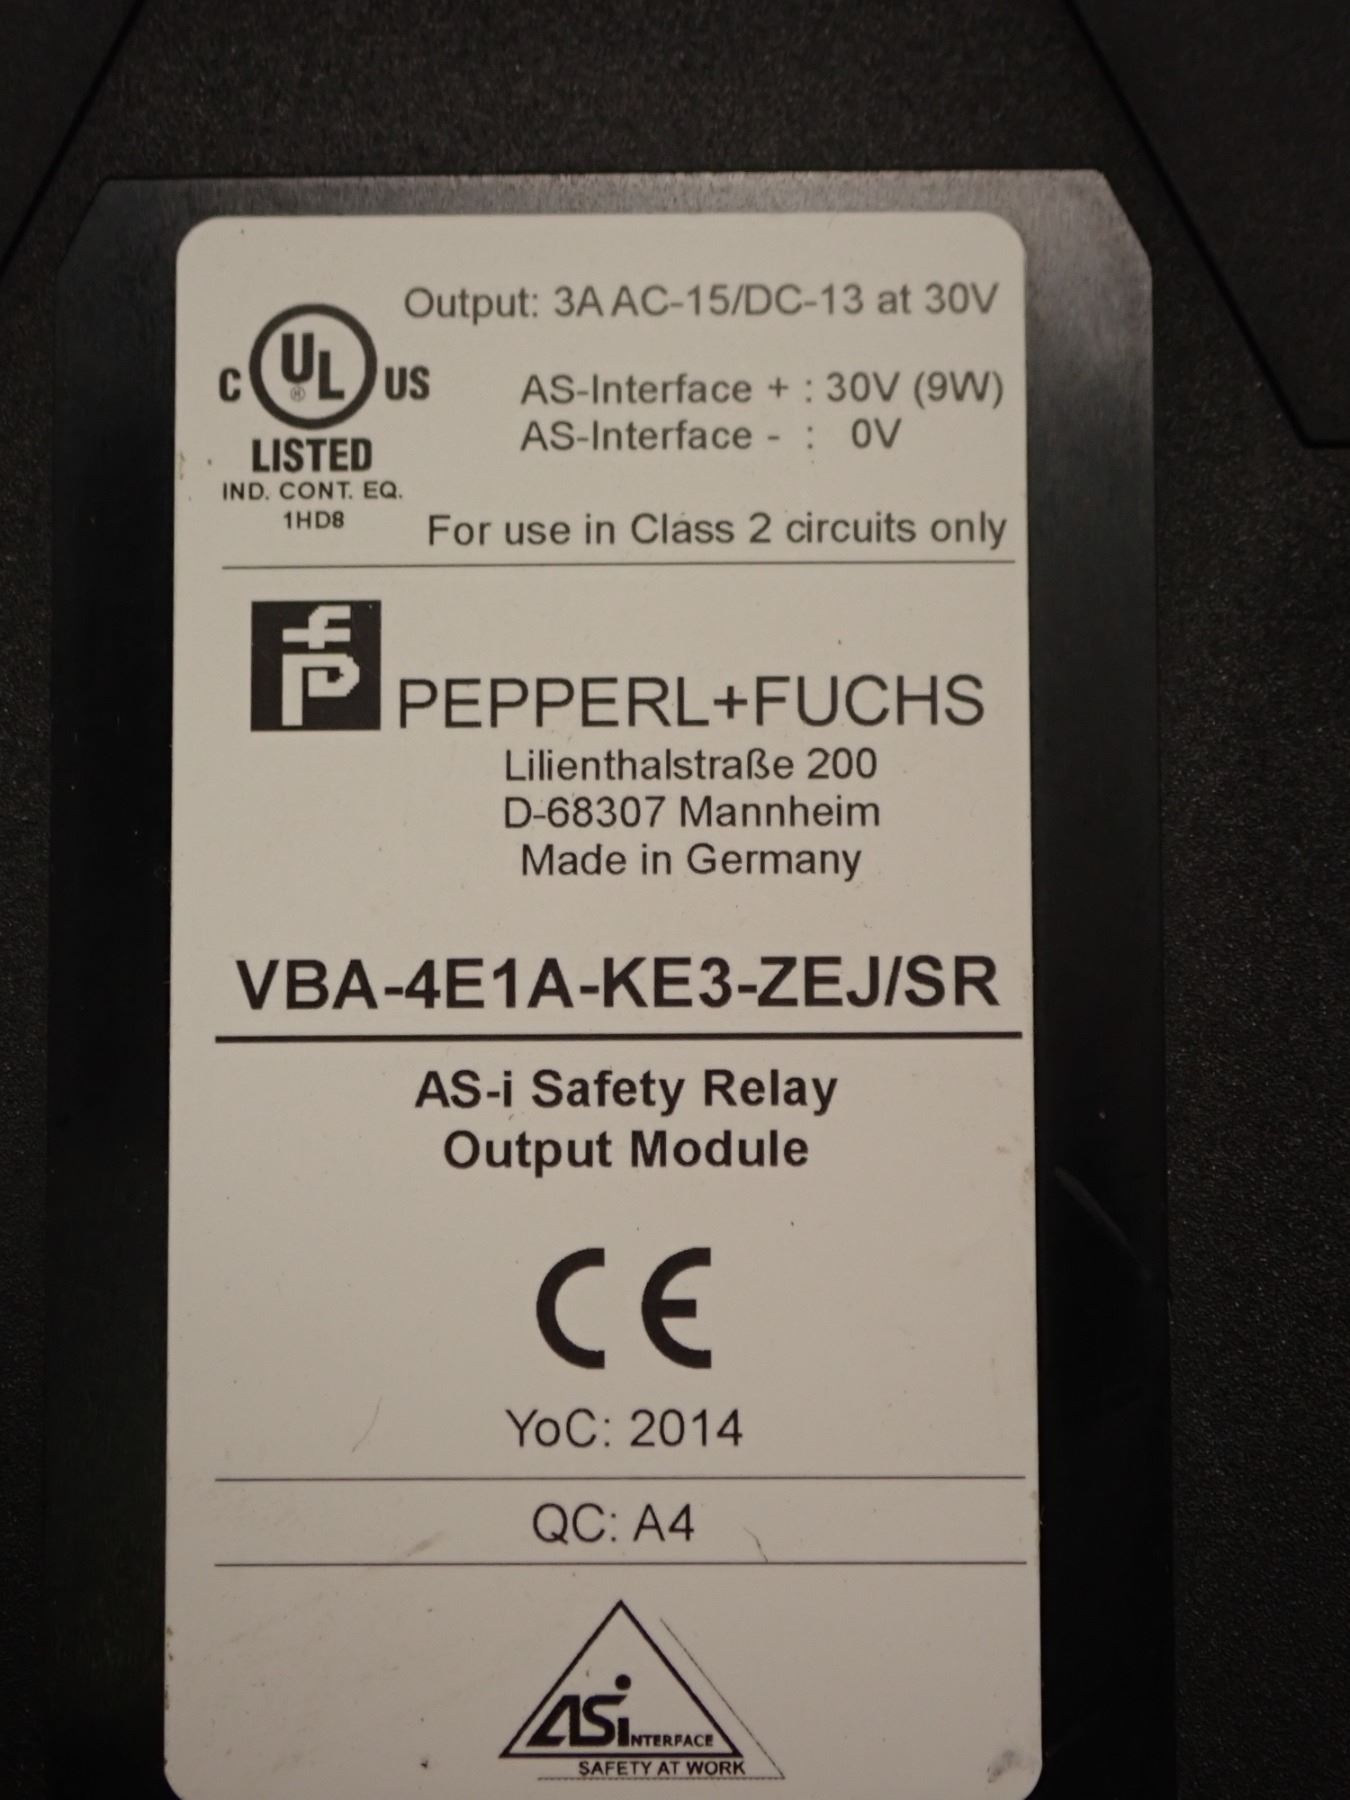 Output: 3A AC-15/DC-13 at 30V
C UL ® US
LISTED
IND. CONT. EQ.
1HD8
AS-Interface + : 30V (9W)
AS-Interface - : 0V
For use in Class 2 circuits only
fP PEPPERL+FUCHS
Lilienthalstraße 200
D-68307 Mannheim
Made in Germany
VBA-4E1A-KE3-ZEJ/SR
AS-i Safety Relay
Output Module
CE
YoC: 2014
QC: A4
ASi NTERFACE
SAFETY AT WORK